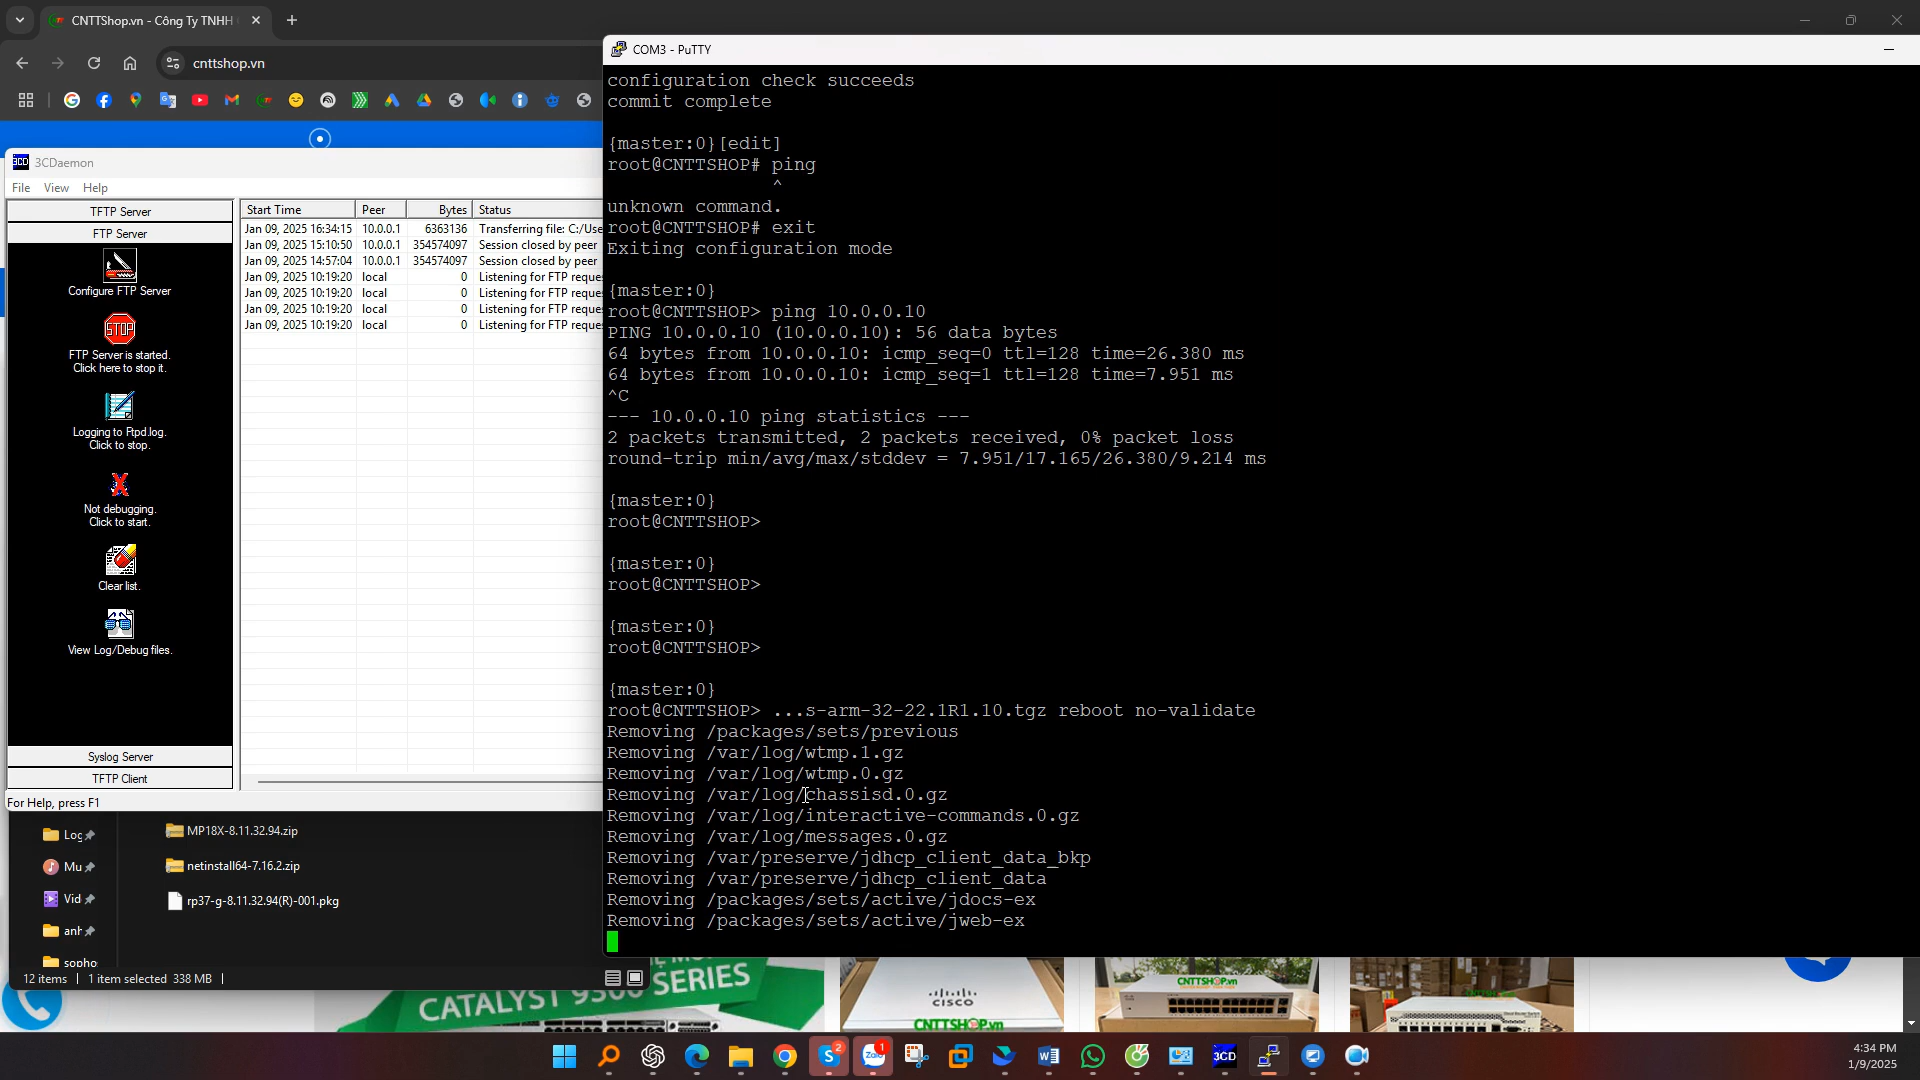 CNTTShop.vn - Công Ty TNHH
cnttshop.vn
3CDaemon
File View Help
TFTP Server
FTP Server
Configure FTP Server
STOP
FTP Server is started.
Click here to stop it.
Logging to Ftpd.log.
Click to stop.
Not debugging.
Click to start.
Clear list.
View Log/Debug files.
Syslog Server
TFTP Client
For Help, press F1
Start Time Peer Bytes Status
Jan 09, 2025 16:34:15 10.0.0.1 6363136 Transferring file: C:/Use
Jan 09, 2025 15:10:50 10.0.0.1 354574097 Session closed by peer
Jan 09, 2025 14:57:04 10.0.0.1 354574097 Session closed by peer
Jan 09, 2025 10:19:20 local 0 Listening for FTP reque
Jan 09, 2025 10:19:20 local 0 Listening for FTP reque
Jan 09, 2025 10:19:20 local 0 Listening for FTP reque
Jan 09, 2025 10:19:20 local 0 Listening for FTP reque
COM3 - PuTTY
configuration check succeeds
commit complete
{master:0}[edit]
root@CNTTSHOP# ping
^
unknown command.
root@CNTTSHOP# exit
Exiting configuration mode
{master:0}
root@CNTTSHOP> ping 10.0.0.10
PING 10.0.0.10 (10.0.0.10): 56 data bytes
64 bytes from 10.0.0.10: icmp_seq=0 ttl=128 time=26.380 ms
64 bytes from 10.0.0.10: icmp_seq=1 ttl=128 time=7.951 ms
^C
--- 10.0.0.10 ping statistics ---
2 packets transmitted, 2 packets received, 0% packet loss
round-trip min/avg/max/stddev = 7.951/17.165/26.380/9.214 ms
{master:0}
root@CNTTSHOP>
{master:0}
root@CNTTSHOP>
{master:0}
root@CNTTSHOP>
{master:0}
root@CNTTSHOP> ...s-arm-32-22.1R1.10.tgz reboot no-validate
Removing /packages/sets/previous
Removing /var/log/wtmp.1.gz
Removing /var/log/wtmp.0.gz
Removing /var/log/chassisd.0.gz
Removing /var/log/interactive-commands.0.gz
Removing /var/log/messages.0.gz
Removing /var/preserve/jdhcp_client_data_bkp
Removing /var/preserve/jdhcp_client_data
Removing /packages/sets/active/jdocs-ex
Removing /packages/sets/active/jweb-ex
Loc
Mu
Vid
anh
sopho
MP18X-8.11.32.94.zip
netinstall64-7.16.2.zip
rp37-g-8.11.32.94(R)-001.pkg
12 items 1 item selected 338 MB
CATALYST 9300 SERIES
CISCO
CNTTSHOP.vn
CNTTSHOP.vn
CNTTSHOP.vn
2
Zalo
1
3CD
4:34 PM
1/9/2025